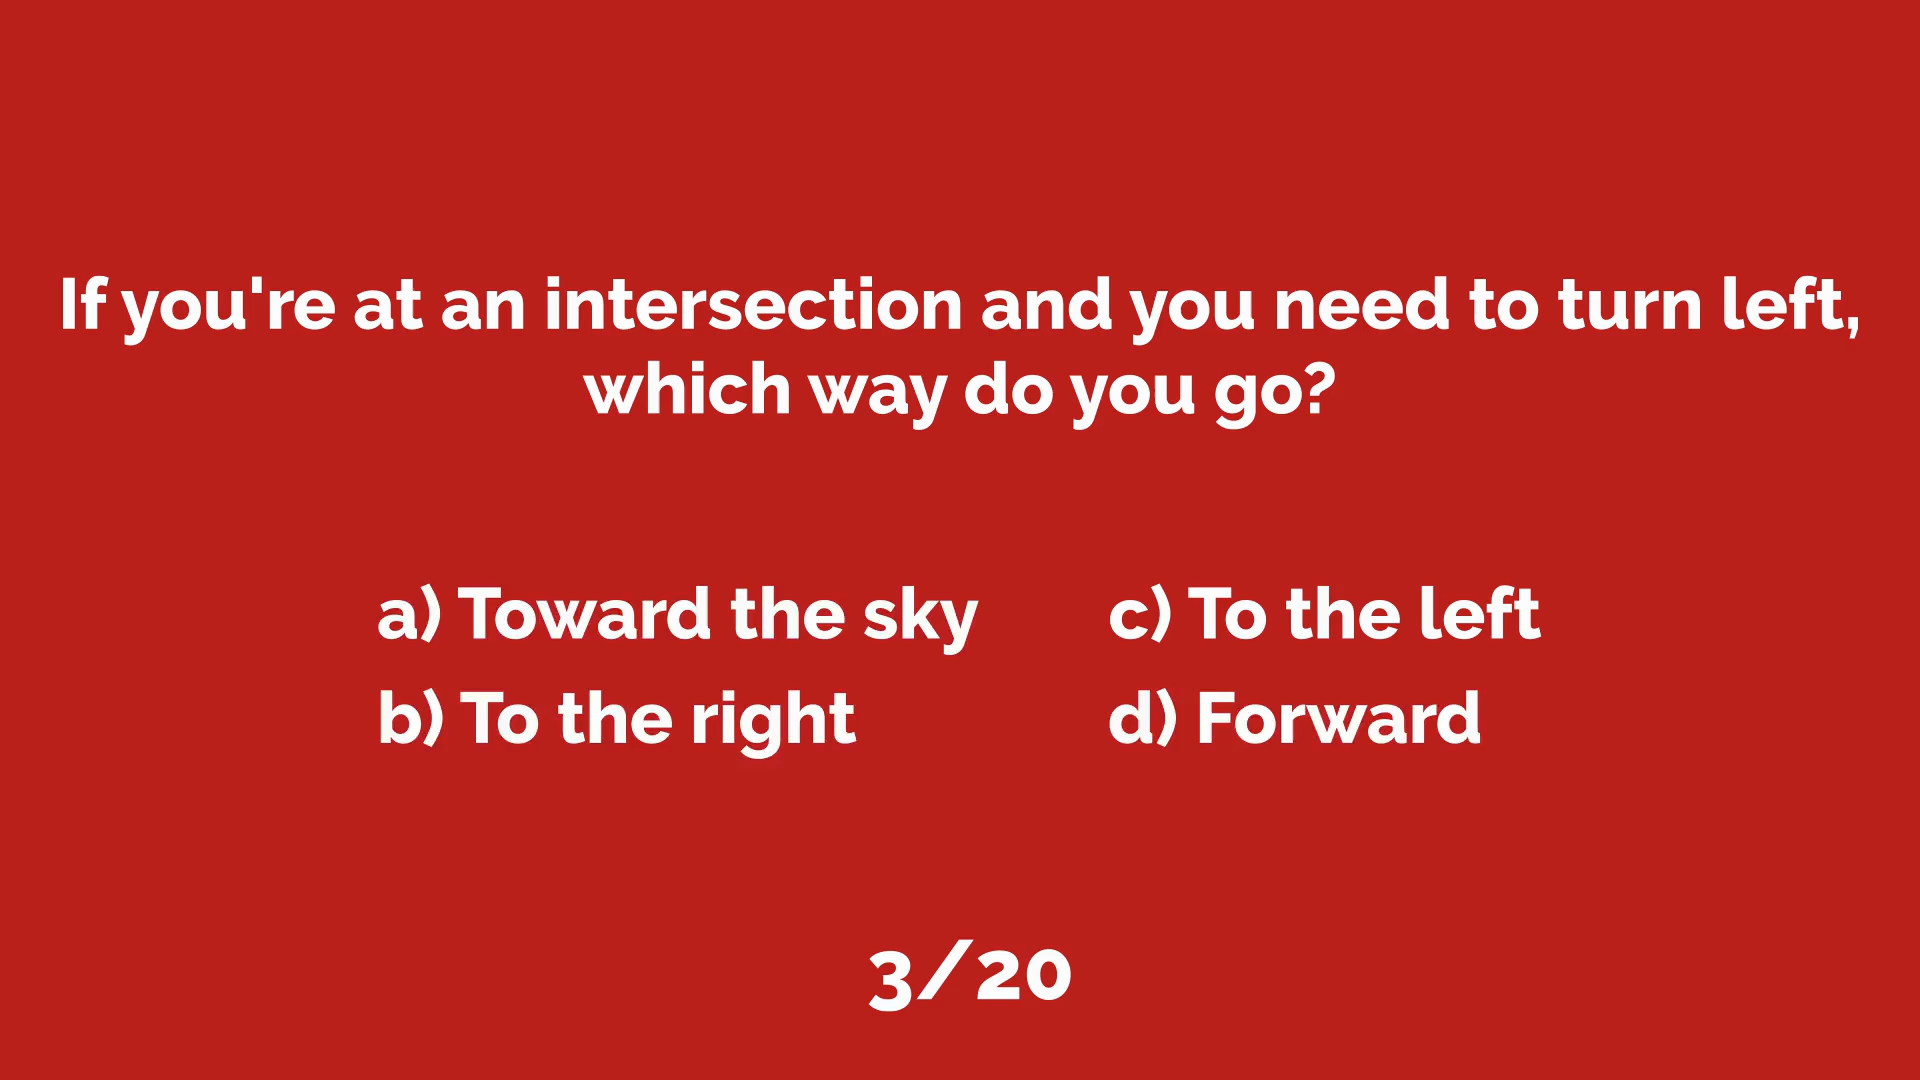 If you're at an intersection and you need to turn left,
which way do you go?
a) Toward the sky
b) To the right
c) To the left
d) Forward
3/20